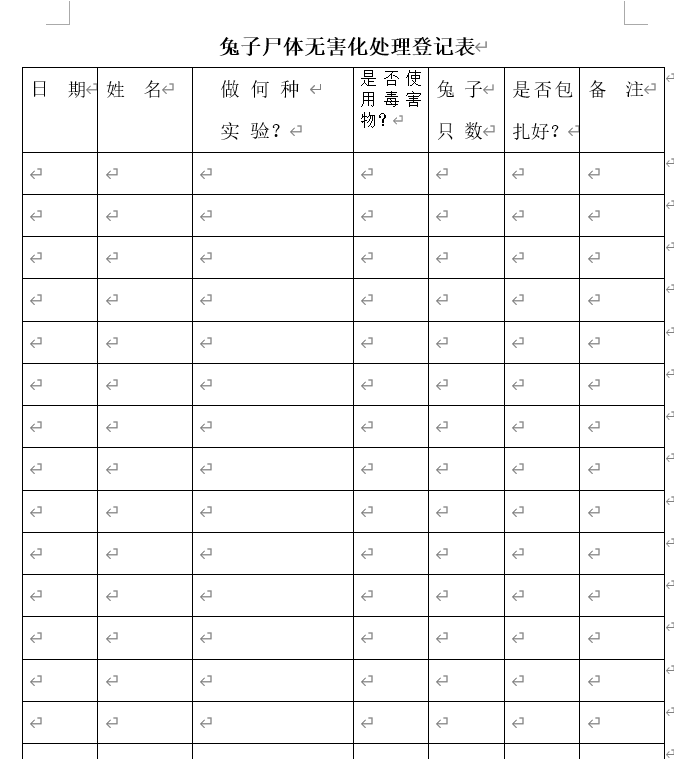 兔子尸体无害化处理登记表
日 期 姓 名 做 何 种 是 否 使 兔 子 是否包 备 注
用 毒 害
实 验？ 物？ 只 数 扎好？